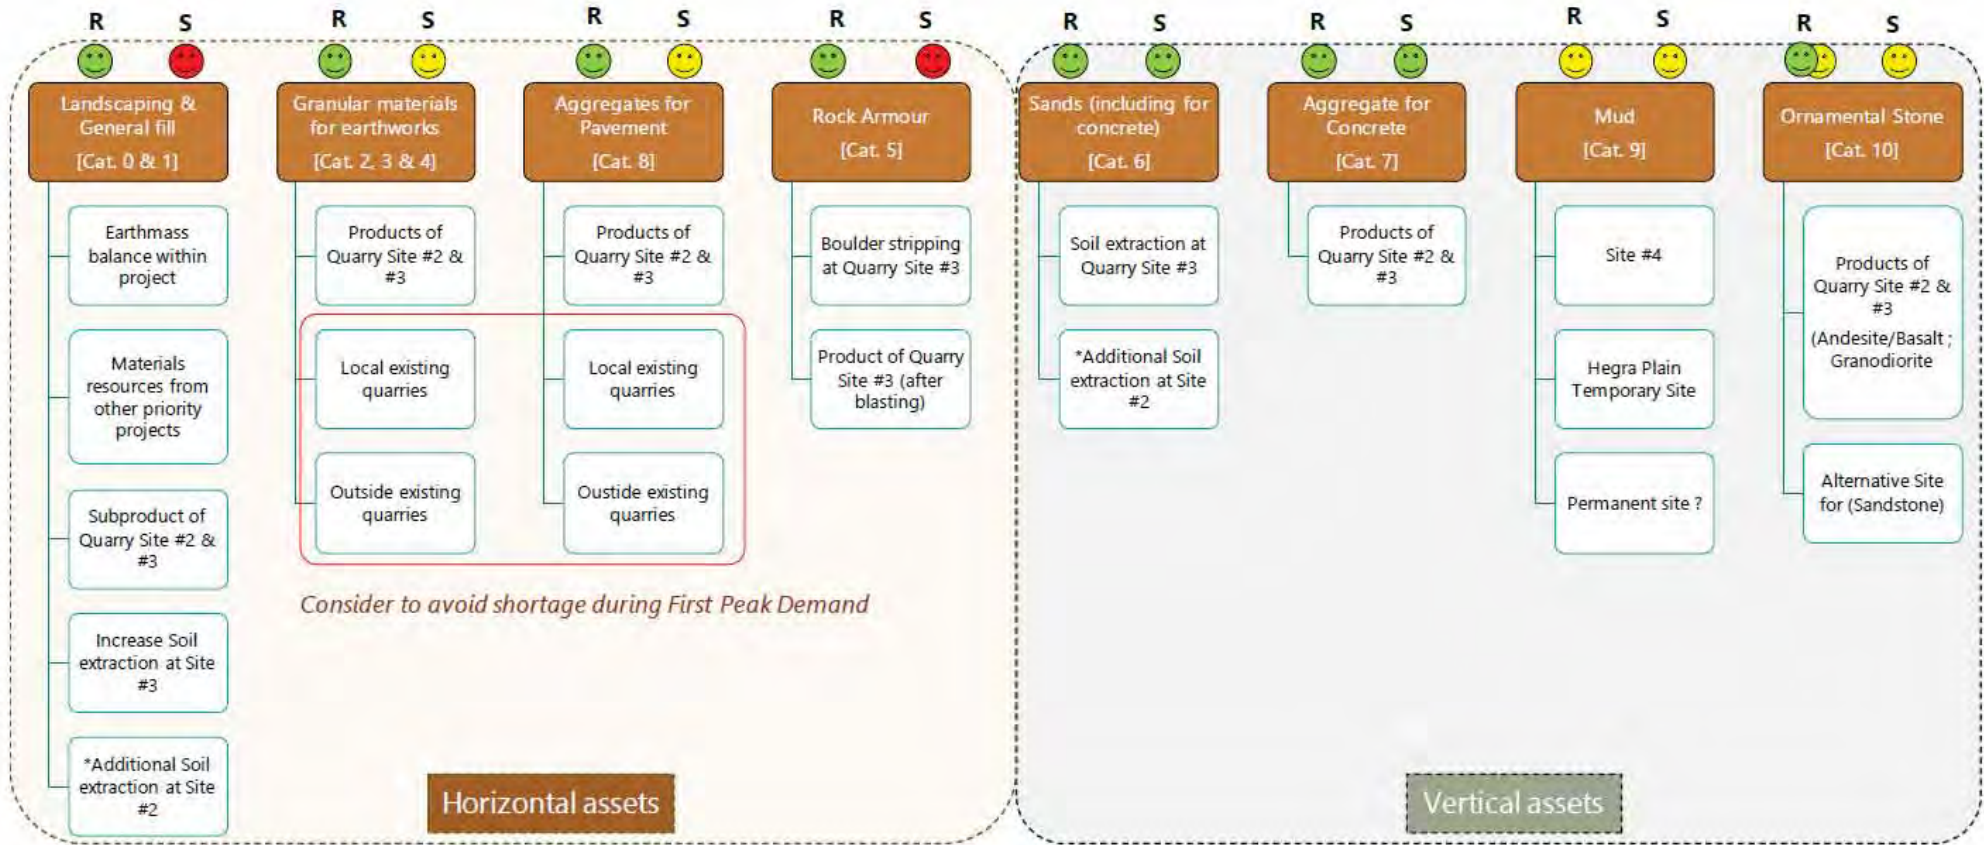 R S
R S
R S
R S
R S
R S
R S
R S
Landscaping &
General fill
[Cat. 0 & 1]
Earthmass
balance within
project
Materials
resources from
other priority
projects
Subproduct of
Quarry Site #2 &
#3
Increase Soil
extraction at Site
#3
*Additional Soil
extraction at Site
#2
Granular materials
for earthworks
[Cat. 2, 3 & 4]
Products of
Quarry Site #2 &
#3
Local existing
quarries
Outside existing
quarries
Aggregates for
Pavement
[Cat. 8]
Products of
Quarry Site #2 &
#3
Local existing
quarries
Oustide existing
quarries
Consider to avoid shortage during First Peak Demand
Rock Armour
[Cat. 5]
Boulder stripping
at Quarry Site #3
Product of Quarry
Site #3 (after
blasting)
Horizontal assets
Sands (including for
concrete)
[Cat. 6]
Soil extraction at
Quarry Site #3
*Additional Soil
extraction at Site
#2
Aggregate for
Concrete
[Cat. 7]
Products of
Quarry Site #2 &
#3
Mud
[Cat. 9]
Site #4
Hegra Plain
Temporary Site
Permanent site ?
Ornamental Stone
[Cat. 10]
Products of
Quarry Site #2 &
#3
(Andesite/Basalt ;
Granodiorite
Alternative Site
for (Sandstone)
Vertical assets